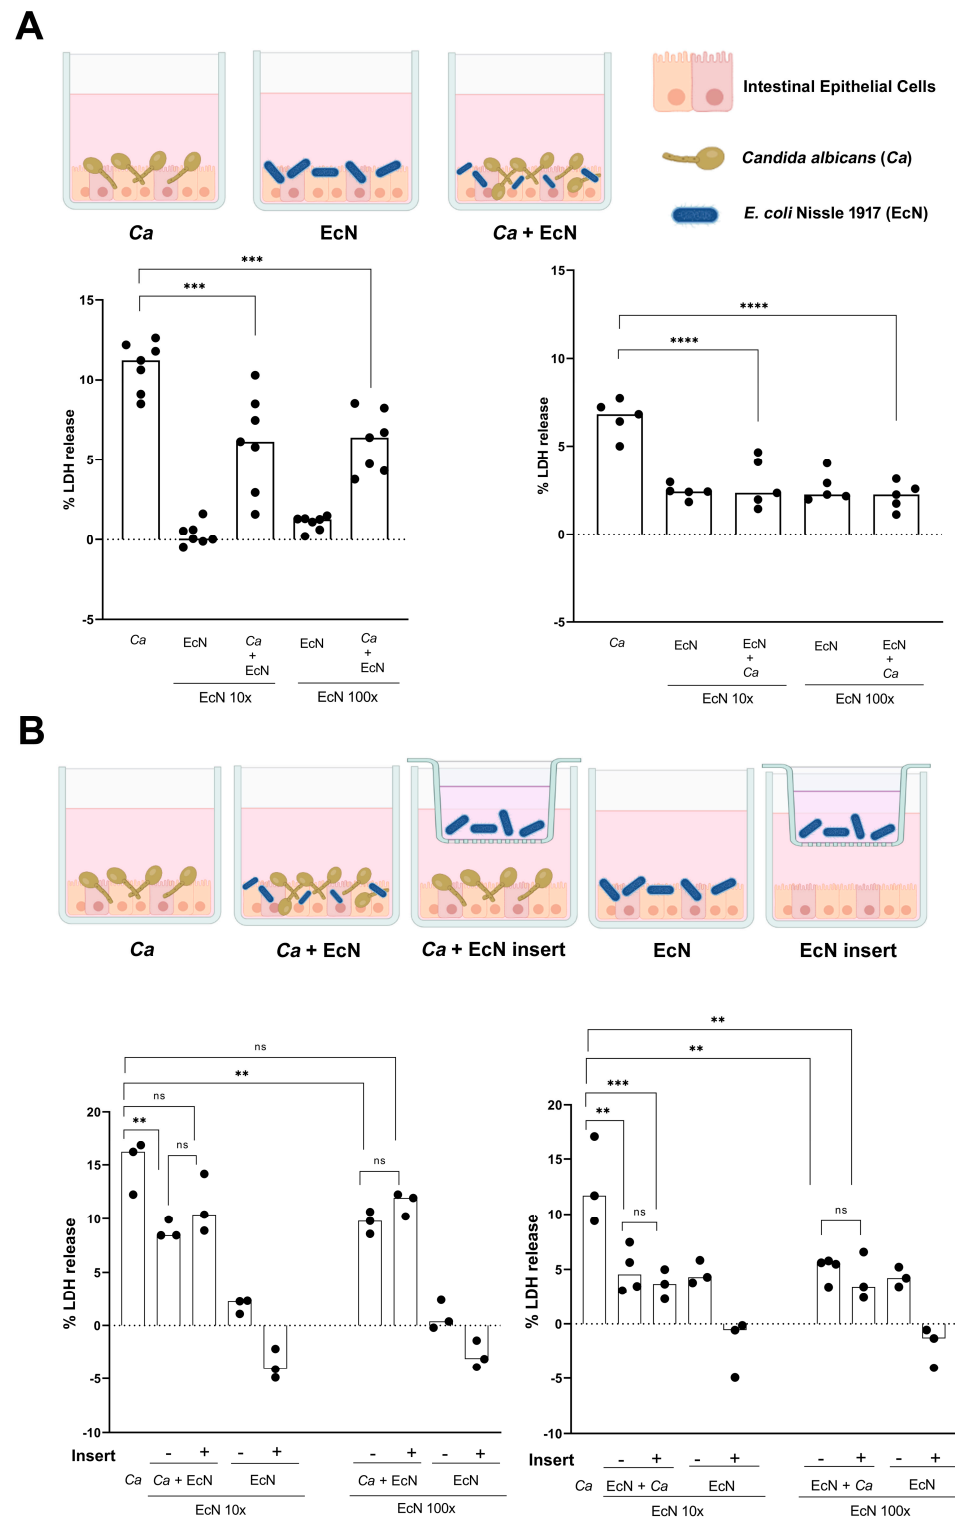 A
Intestinal Epithelial Cells
Candida albicans (Ca)
E. coli Nissle 1917 (EcN)
Ca
EcN
Ca + EcN
***
***
15
10
5
0
-5
% LDH release
Ca
EcN
Ca
+
EcN
EcN
Ca
+
EcN
EcN 10x
EcN 100x
****
****
15
10
5
0
-5
% LDH release
Ca
EcN
EcN
+
Ca
EcN
EcN
+
Ca
EcN 10x
EcN 100x
B
Ca
Ca + EcN
Ca + EcN insert
EcN
EcN insert
ns
**
ns
**
ns
ns
20
15
10
5
0
-5
-10
% LDH release
Insert
- + - + - + - +
Ca
Ca + EcN
EcN
Ca + EcN
EcN
EcN 10x
EcN 100x
**
**
***
**
ns
ns
20
15
10
5
0
-5
-10
% LDH release
Insert
- + - + - + - +
Ca
EcN + Ca
EcN
EcN + Ca
EcN
EcN 10x
EcN 100x